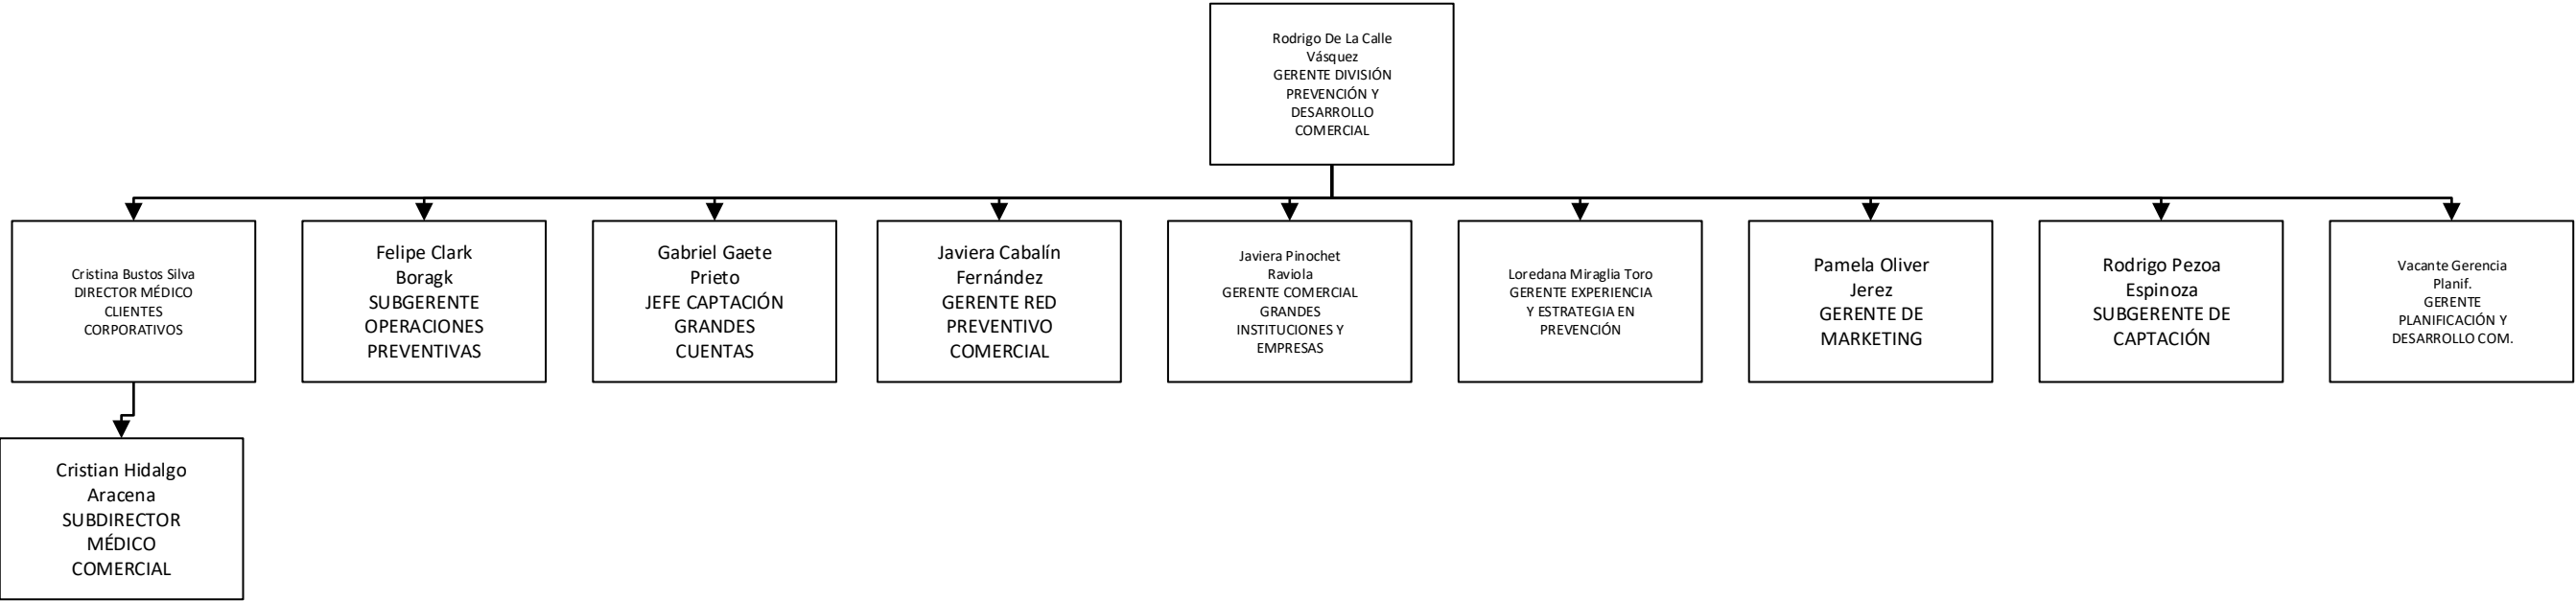 Rodrigo De La Calle
Vásquez
GERENTE DIVISIÓN
PREVENCIÓN Y
DESARROLLO
COMERCIAL
Cristina Bustos Silva
DIRECTOR MÉDICO
CLIENTES
CORPORATIVOS
Felipe Clark
Boragk
SUBGERENTE
OPERACIONES
PREVENTIVAS
Gabriel Gaete
Prieto
JEFE CAPTACIÓN
GRANDES
CUENTAS
Javiera Cabalín
Fernández
GERENTE RED
PREVENTIVO
COMERCIAL
Javiera Pinochet
Raviola
GERENTE COMERCIAL
GRANDES
INSTITUCIONES Y
EMPRESAS
Loredana Miraglia Toro
GERENTE EXPERIENCIA
Y ESTRATEGIA EN
PREVENCIÓN
Pamela Oliver
Jerez
GERENTE DE
MARKETING
Rodrigo Pezoa
Espinoza
SUBGERENTE DE
CAPTACIÓN
Vacante Gerencia
Planif.
GERENTE
PLANIFICACIÓN Y
DESARROLLO COM.
Cristian Hidalgo
Aracena
SUBDIRECTOR
MÉDICO
COMERCIAL